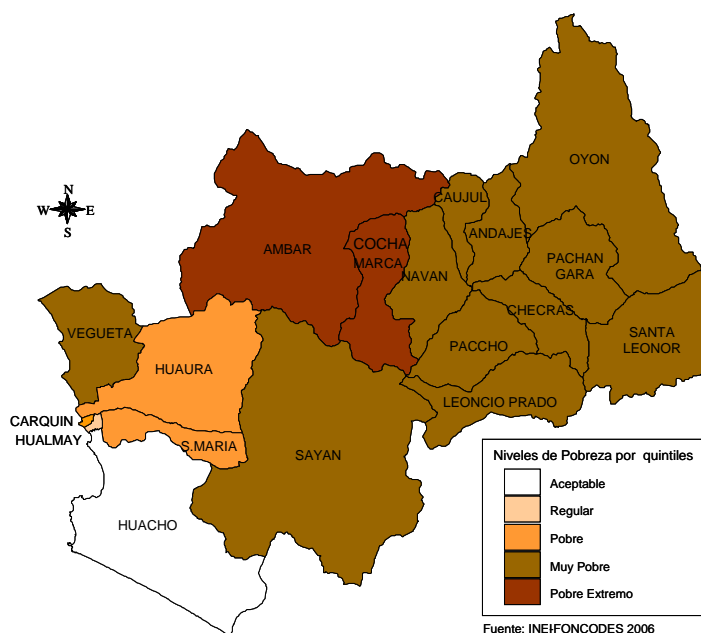 OYON
CAUJUL
N
W E
S
ANDAJES
AMBAR
COCHA
MARCA
NAVAN
PACHAN
GARA
CHECRAS
VEGUETA
SANTA
LEONOR
PACCHO
HUAURA
LEONCIO PRADO
CARQUIN
HUALMAY
S.MARIA
SAYAN
HUACHO
Niveles de Pobreza por quintiles
Aceptable
Regular
Pobre
Muy Pobre
Pobre Extremo
Fuente: INEI-FONCODES 2006